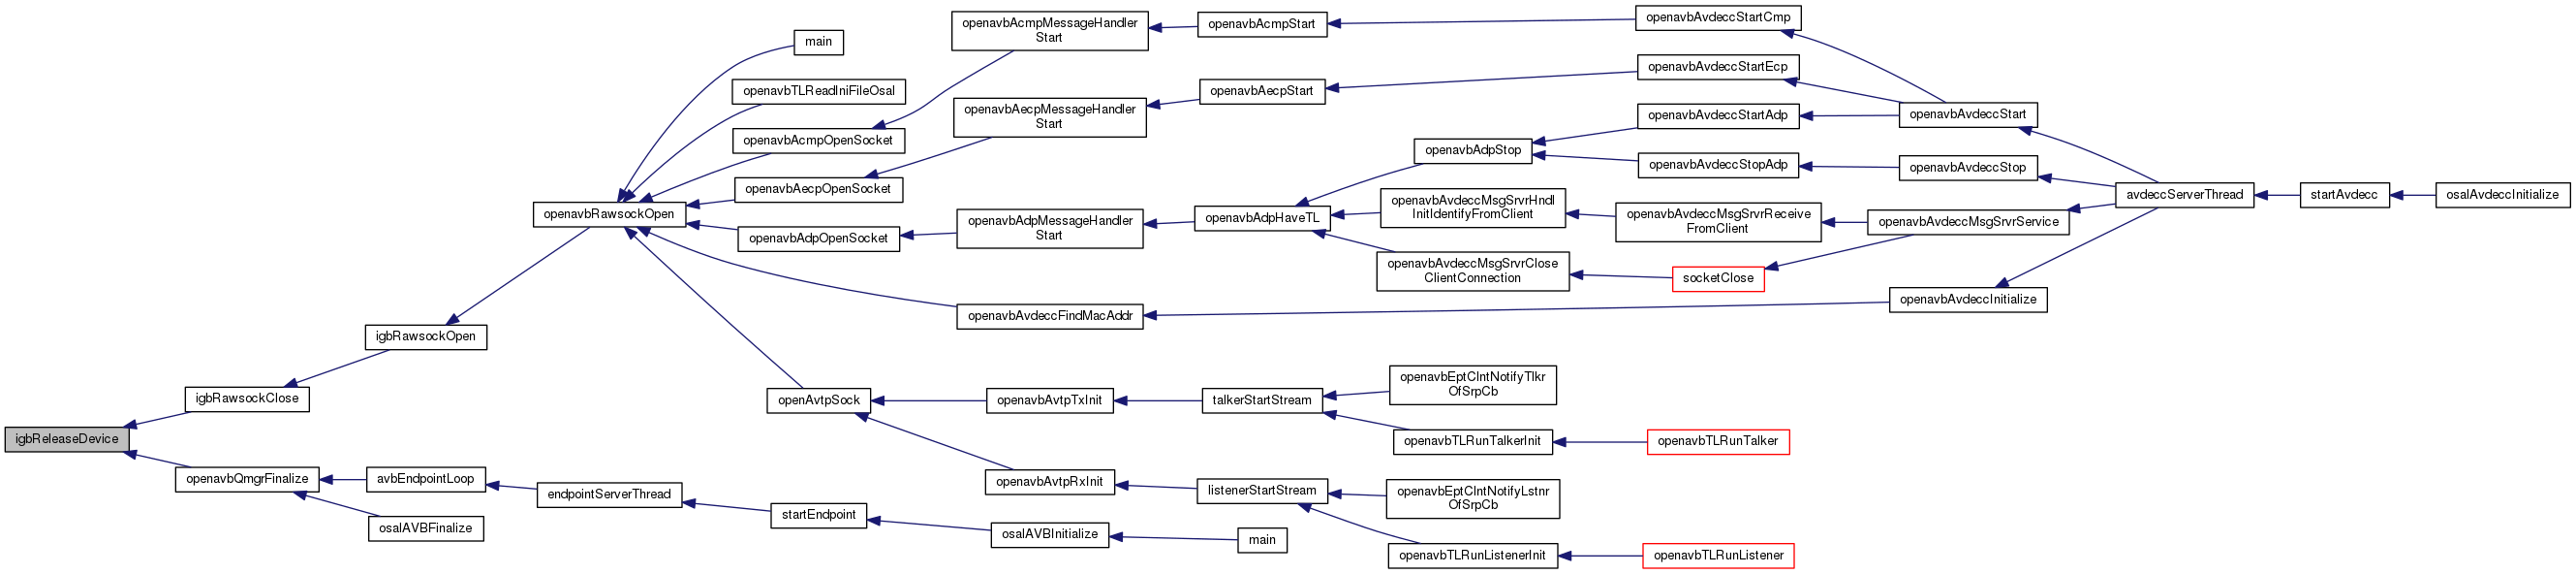 igbReleaseDevice
igbRawsockClose
openavbQmgrFinalize
igbRawsockOpen
avbEndpointLoop
osalAVBFinalize
openavbRawsockOpen
endpointServerThread
main
openavbTLReadIniFileOsal
openavbAcmpOpenSocket
openavbAecpOpenSocket
openavbAdpOpenSocket
openAvtpSock
startEndpoint
openavbAcmpMessageHandler
Start
openavbAecpMessageHandler
Start
openavbAdpMessageHandler
Start
openavbAvdeccFindMacAddr
openavbAvtpTxInit
openavbAvtpRxInit
osalAVBInitialize
openavbAcmpStart
openavbAecpStart
openavbAdpHaveTL
talkerStartStream
listenerStartStream
main
openavbAdpStop
openavbAvdeccMsgSrvrHndl
InitIdentifyFromClient
openavbAvdeccMsgSrvrClose
ClientConnection
openavbEptClntNotifyTlkr
OfSrpCb
openavbTLRunTalkerInit
openavbEptClntNotifyLstnr
OfSrpCb
openavbTLRunListenerInit
openavbAvdeccStartCmp
openavbAvdeccStartEcp
openavbAvdeccStartAdp
openavbAvdeccStopAdp
openavbAvdeccMsgSrvrReceive
FromClient
socketClose
openavbTLRunTalker
openavbTLRunListener
openavbAvdeccStart
openavbAvdeccStop
openavbAvdeccMsgSrvrService
openavbAvdeccInitialize
avdeccServerThread
startAvdecc
osalAvdeccInitialize